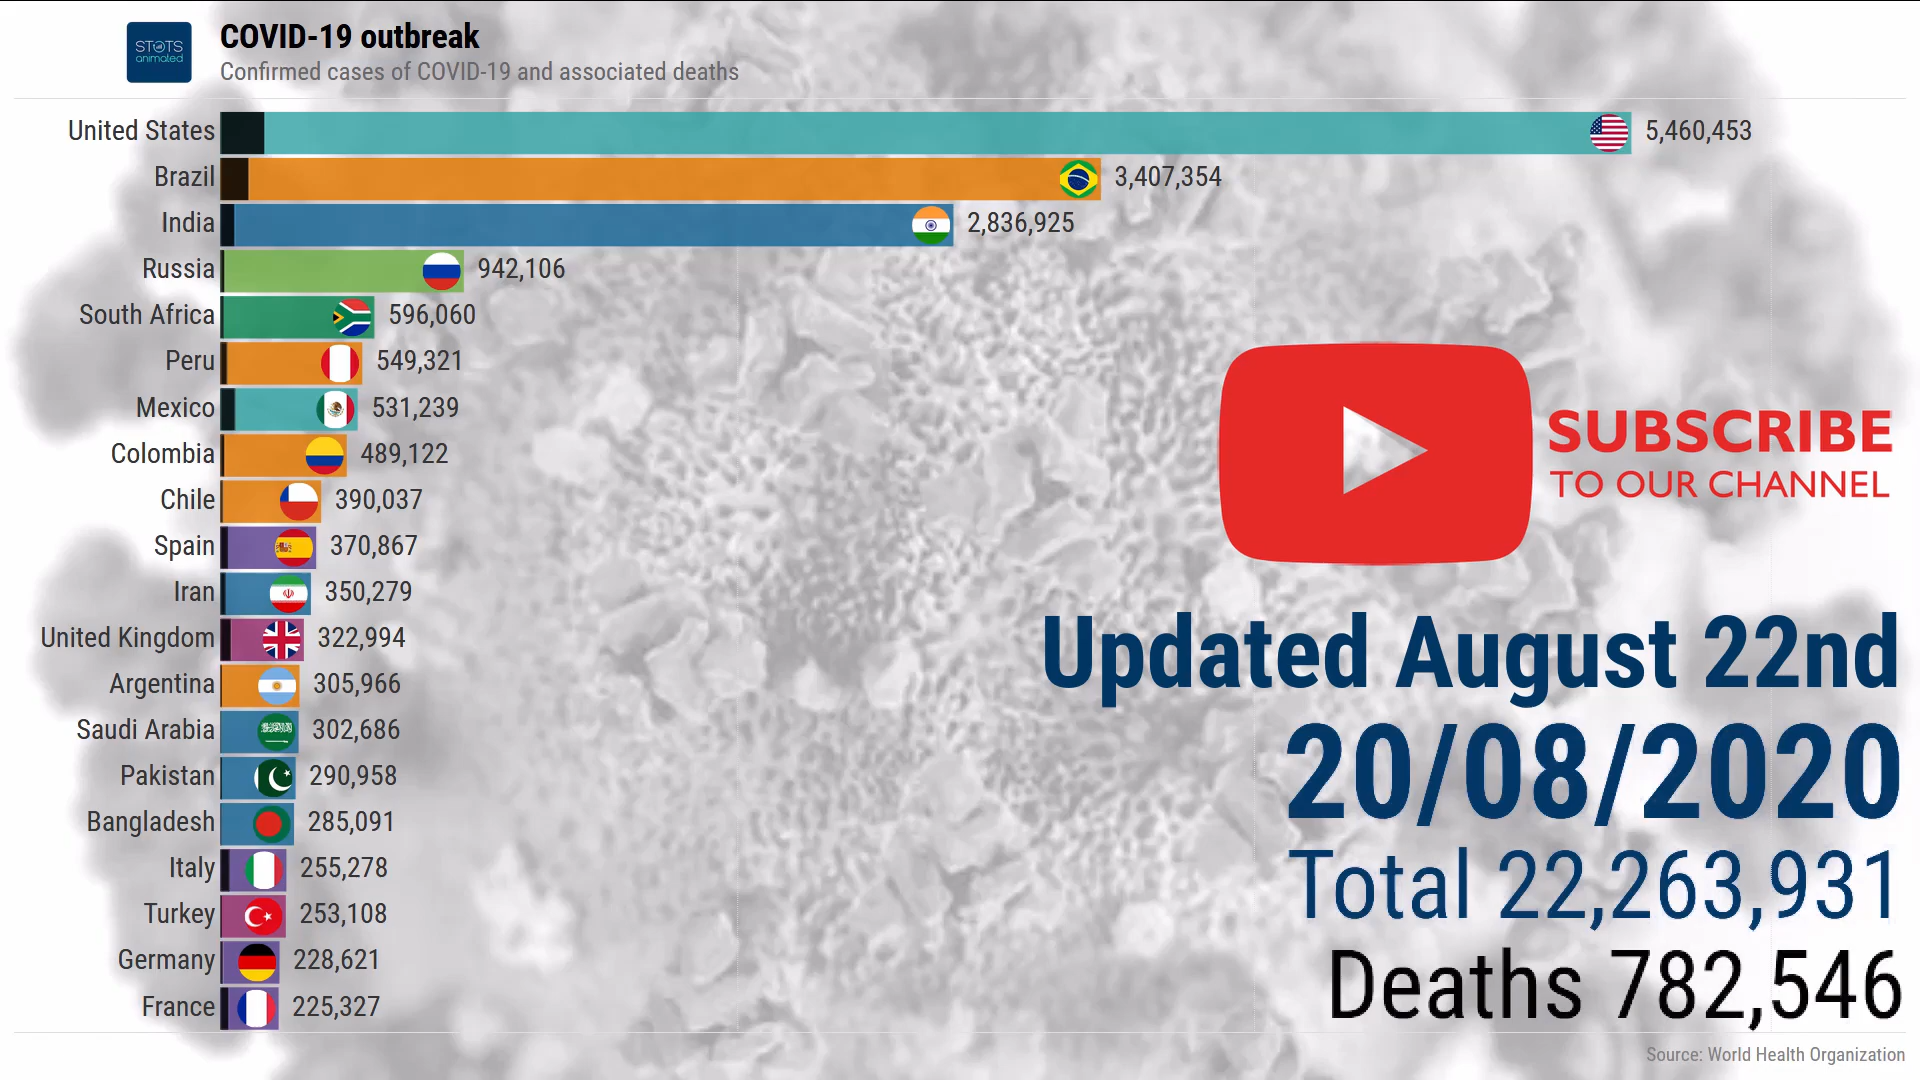 STATS
animated
COVID-19 outbreak
Confirmed cases of COVID-19 and associated deaths
United States 5,460,453
Brazil 3,407,354
India 2,836,925
Russia 942,106
South Africa 596,060
Peru 549,321
Mexico 531,239
Colombia 489,122
Chile 390,037
Spain 370,867
Iran 350,279
United Kingdom 322,994
Argentina 305,966
Saudi Arabia 302,686
Pakistan 290,958
Bangladesh 285,091
Italy 255,278
Turkey 253,108
Germany 228,621
France 225,327
SUBSCRIBE
TO OUR CHANNEL
Updated August 22nd
20/08/2020
Total 22,263,931
Deaths 782,546
Source: World Health Organization